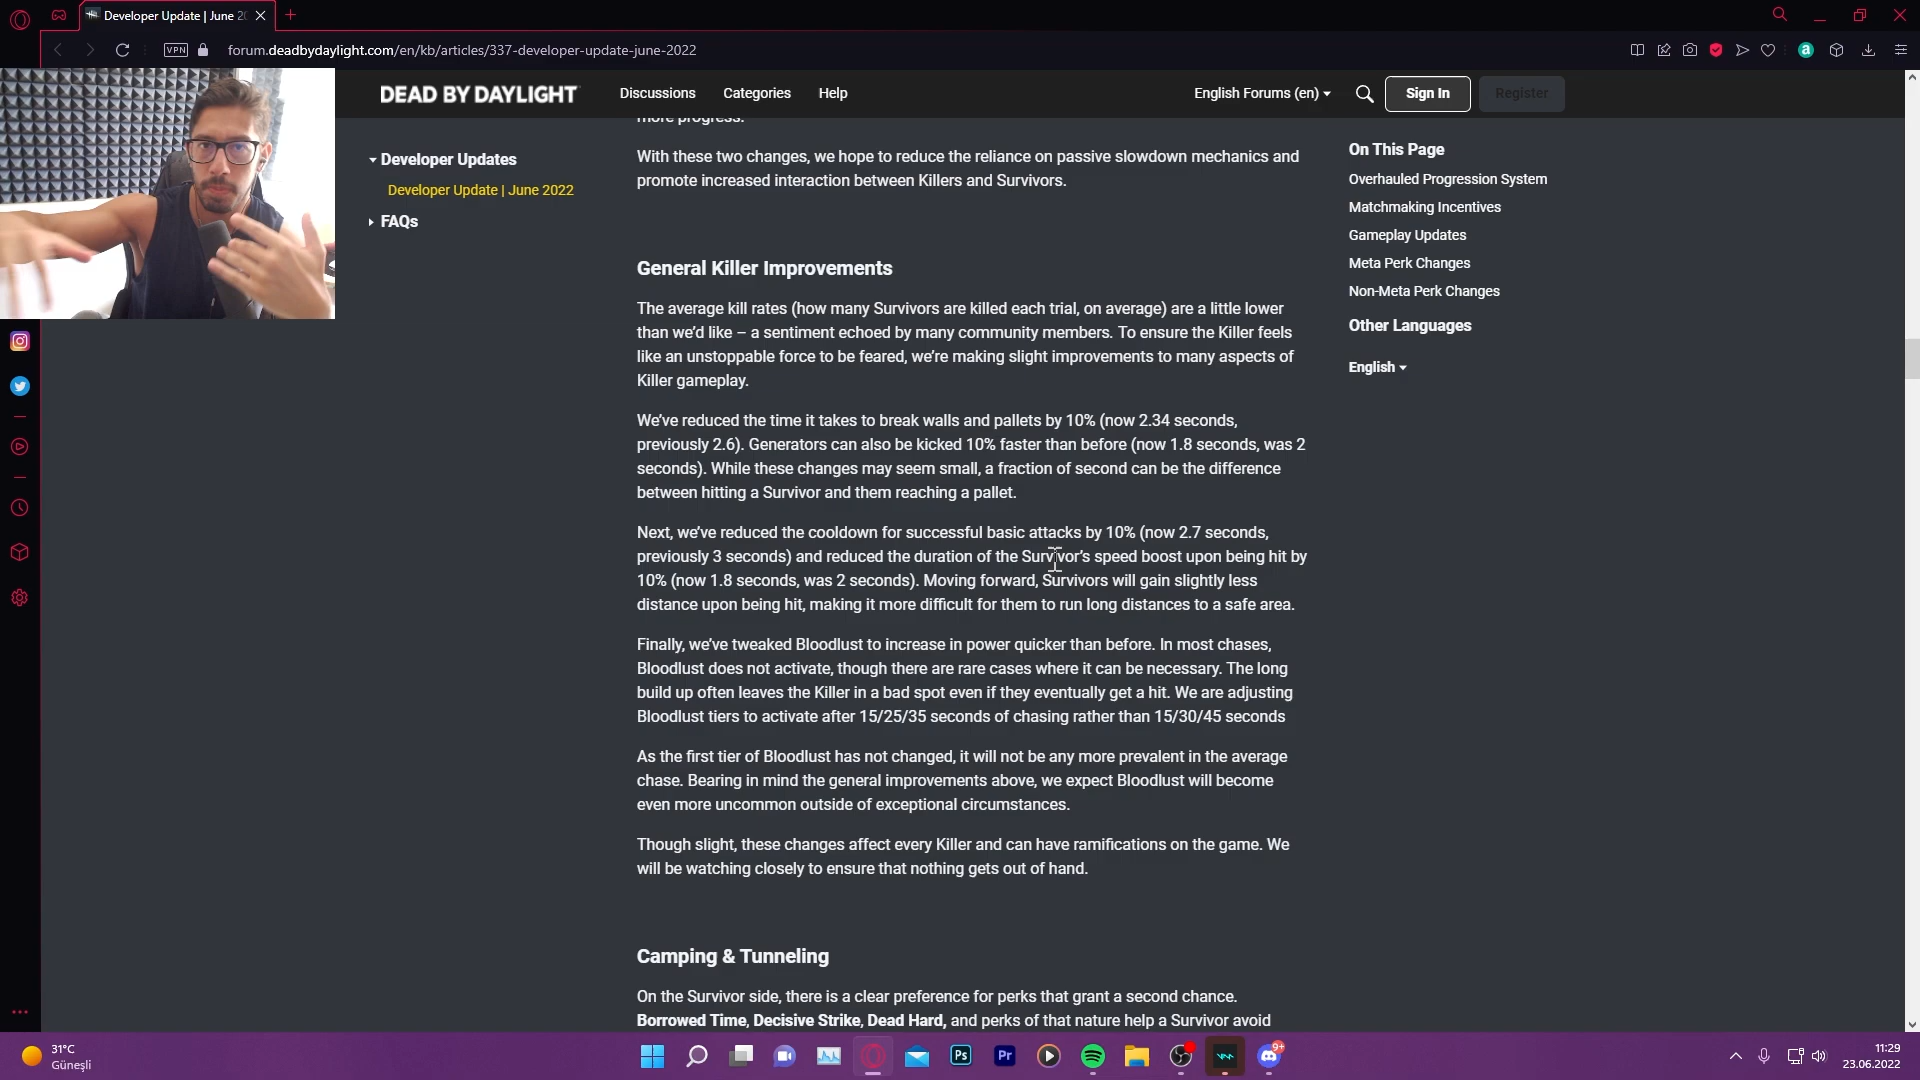 Developer Update | June 20
VPN
forum.deadbydaylight.com/en/kb/articles/337-developer-update-june-2022
DEAD BY DAYLIGHT
Discussions
Categories
Help
English Forums (en)
Sign In
Register
Developer Updates
Developer Update | June 2022
FAQs
more progress.
With these two changes, we hope to reduce the reliance on passive slowdown mechanics and
promote increased interaction between Killers and Survivors.
General Killer Improvements
The average kill rates (how many Survivors are killed each trial, on average) are a little lower
than we’d like – a sentiment echoed by many community members. To ensure the Killer feels
like an unstoppable force to be feared, we’re making slight improvements to many aspects of
Killer gameplay.
We’ve reduced the time it takes to break walls and pallets by 10% (now 2.34 seconds,
previously 2.6). Generators can also be kicked 10% faster than before (now 1.8 seconds, was 2
seconds). While these changes may seem small, a fraction of second can be the difference
between hitting a Survivor and them reaching a pallet.
Next, we’ve reduced the cooldown for successful basic attacks by 10% (now 2.7 seconds,
previously 3 seconds) and reduced the duration of the Survivor’s speed boost upon being hit by
10% (now 1.8 seconds, was 2 seconds). Moving forward, Survivors will gain slightly less
distance upon being hit, making it more difficult for them to run long distances to a safe area.
Finally, we’ve tweaked Bloodlust to increase in power quicker than before. In most chases,
Bloodlust does not activate, though there are rare cases where it can be necessary. The long
build up often leaves the Killer in a bad spot even if they eventually get a hit. We are adjusting
Bloodlust tiers to activate after 15/25/35 seconds of chasing rather than 15/30/45 seconds
As the first tier of Bloodlust has not changed, it will not be any more prevalent in the average
chase. Bearing in mind the general improvements above, we expect Bloodlust will become
even more uncommon outside of exceptional circumstances.
Though slight, these changes affect every Killer and can have ramifications on the game. We
will be watching closely to ensure that nothing gets out of hand.
Camping & Tunneling
On the Survivor side, there is a clear preference for perks that grant a second chance.
Borrowed Time, Decisive Strike, Dead Hard, and perks of that nature help a Survivor avoid
On This Page
Overhauled Progression System
Matchmaking Incentives
Gameplay Updates
Meta Perk Changes
Non-Meta Perk Changes
Other Languages
English
31°C
Güneşli
Ps
Pr
9+
11:29
23.06.2022